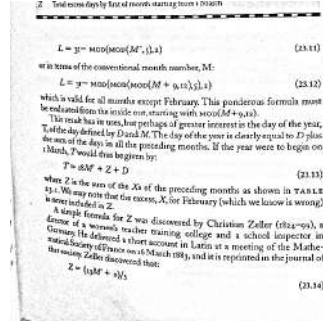 Z Total excess days by first of month starting from 1 March
L = 31 − MOD(MOD(M′,5),2) (23.11)
or in terms of the conventional month number, M:
L = 31 − MOD(MOD(MOD(M + 9,12),5),2) (23.12)
which is valid for all months except February. This ponderous formula must
be evaluated from the inside out, starting with MOD(M+9,12).
This result has its uses, but perhaps of greater interest is the day of the year,
T, of the day defined by D and M. The day of the year is clearly equal to D plus
the sum of the days in all the preceding months. If the year were to begin on
1 March, T would thus be given by:
T = 28M′ + Z + D (23.13)
where Z is the sum of the Xs of the preceding months as shown in TABLE
23.1. We may note that the excess, X, for February (which we know is wrong)
is never included in Z.
A simple formula for Z was discovered by Christian Zeller (1824–99), a
director of a women's teacher training college and a school inspector in
Germany. He delivered a short account in Latin at a meeting of the Mathe-
matical Society of France on 16 March 1883, and it is reprinted in the journal of
that society. Zeller discovered that:
Z = (13M′ + 2)/5 (23.14)